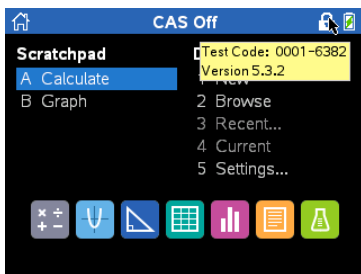 CAS Off
Scratchpad
A Calculate
B Graph
Test Code: 0001-6382
Version 5.3.2
2 Browse
3 Recent...
4 Current
5 Settings...